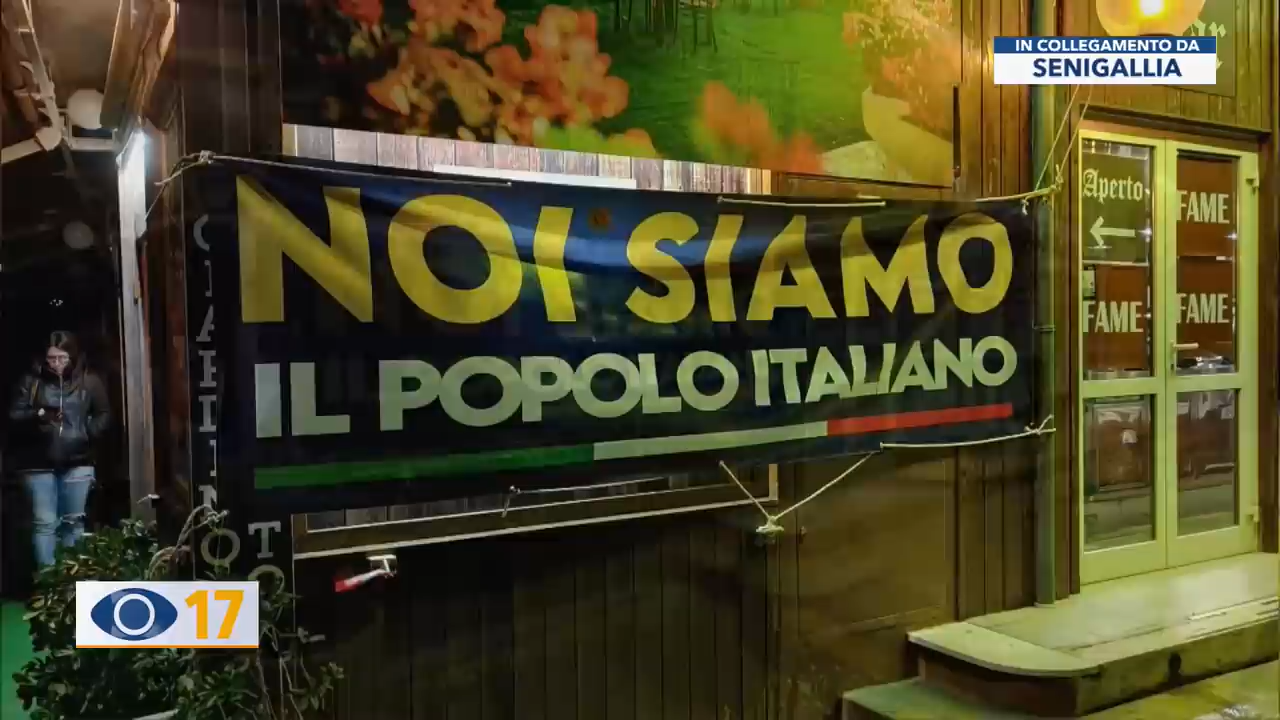 IN COLLEGAMENTO DA
SENIGALLIA
NOI SIAMO
IL POPOLO ITALIANO
Aperto
FAME
FAME
FAME
17